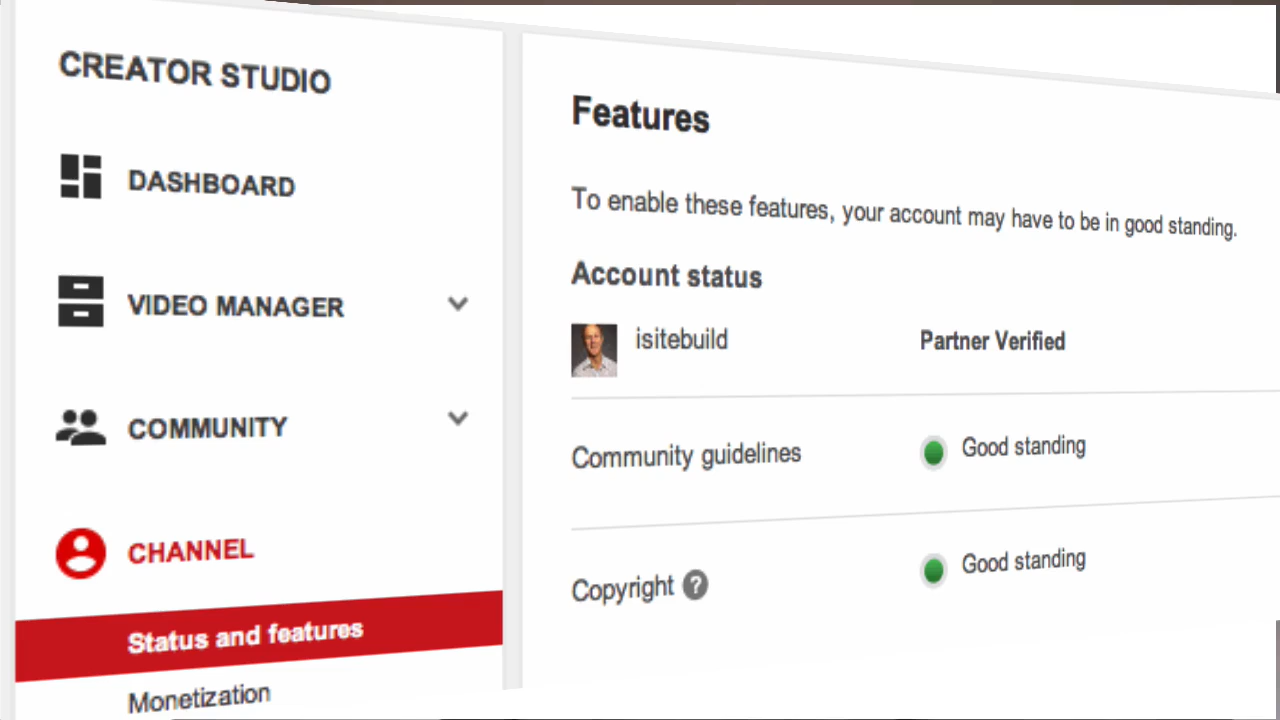 CREATOR STUDIO
DASHBOARD
VIDEO MANAGER
COMMUNITY
CHANNEL
Status and features
Monetization
Features
To enable these features, your account may have to be in good standing.
Account status
isitebuild
Partner Verified
Community guidelines
Good standing
Copyright ?
Good standing